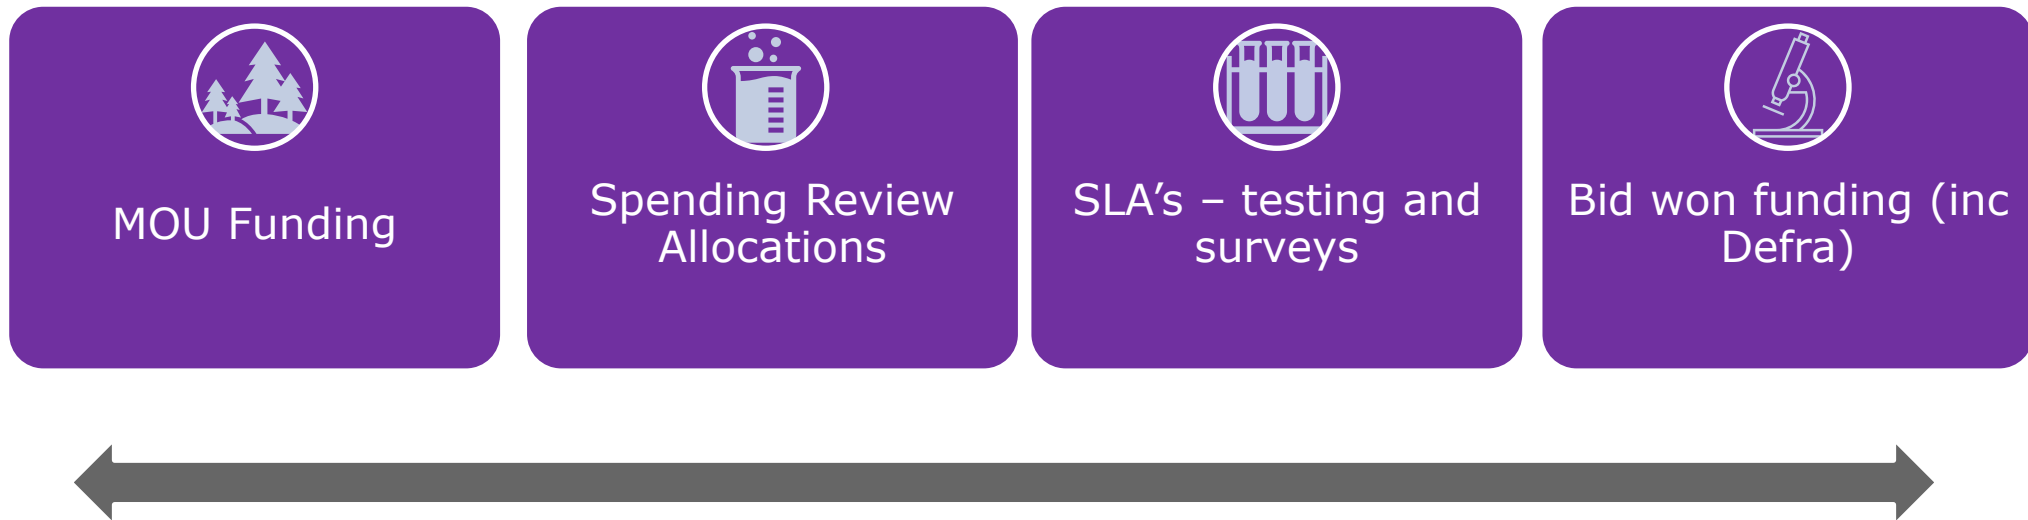 MOU Funding
Spending Review
Allocations
SLA’s – testing and
surveys
Bid won funding (inc
Defra)